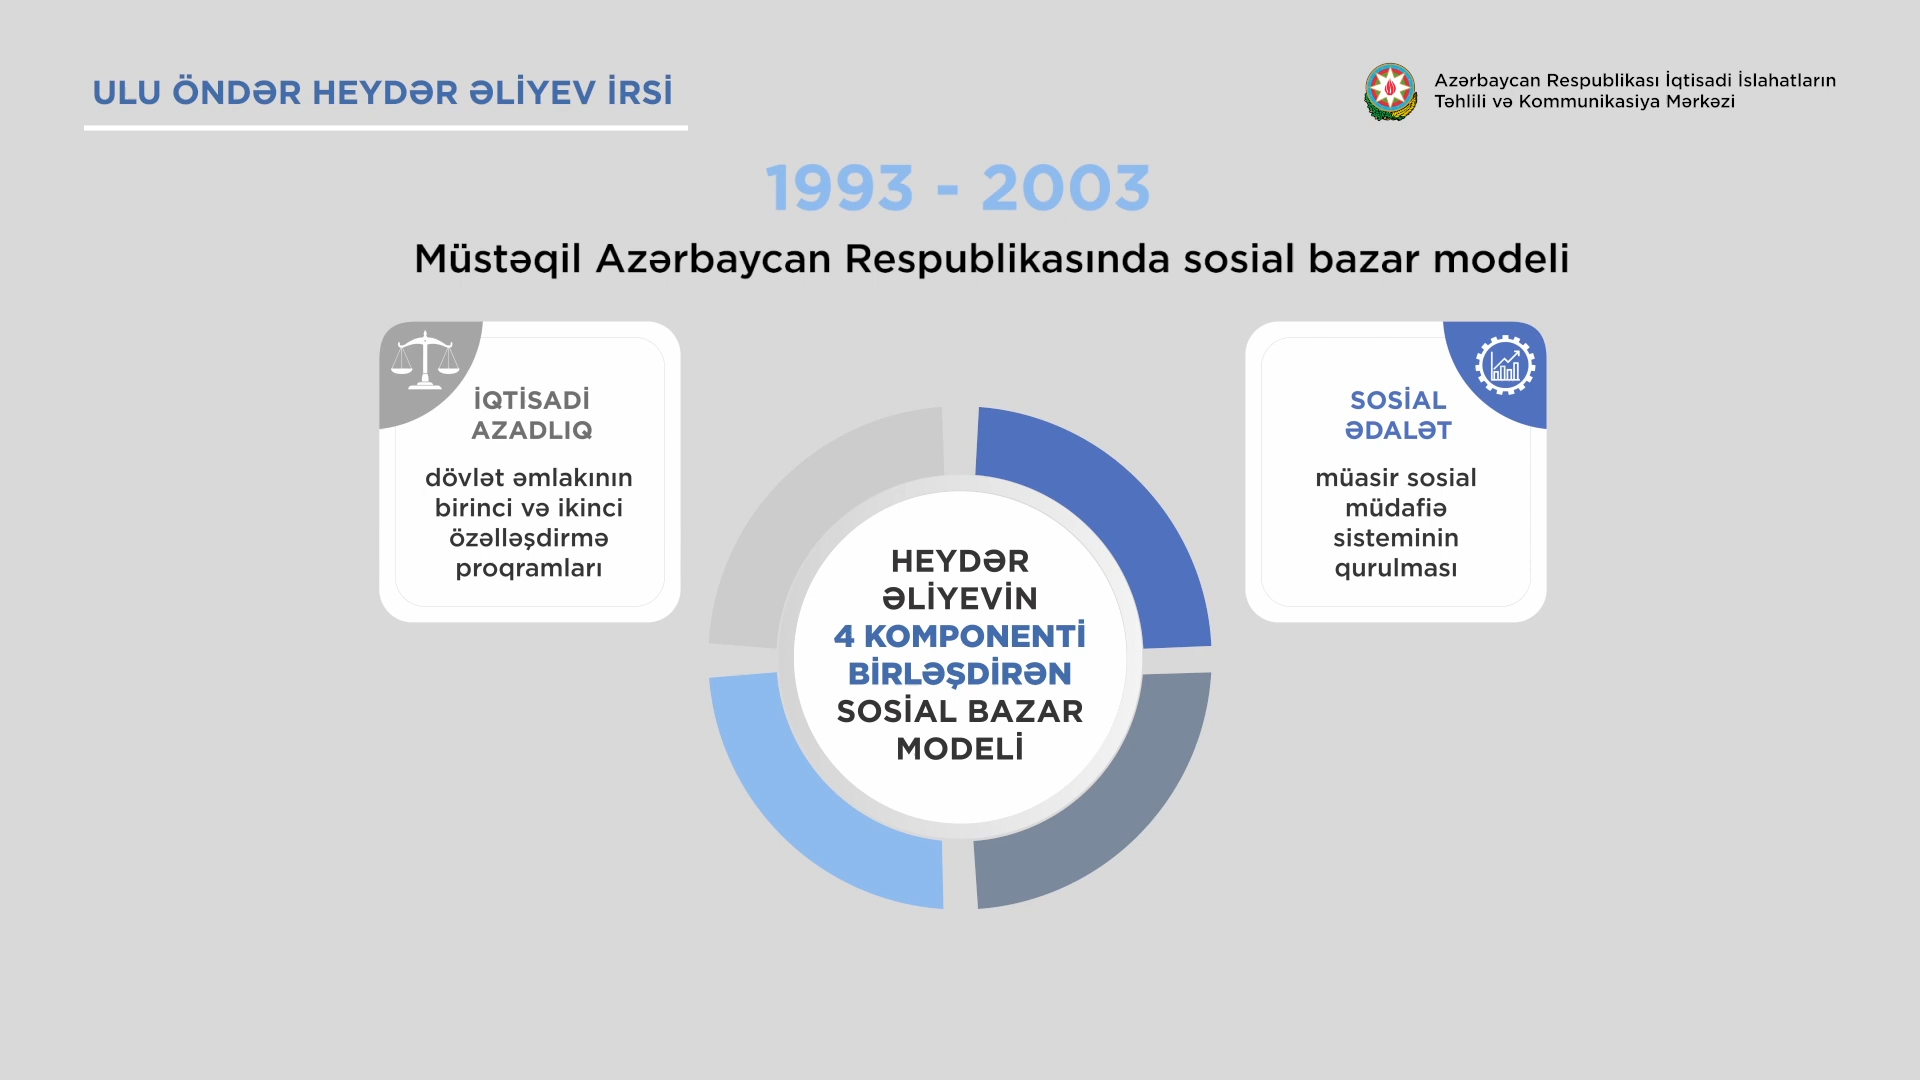 ULU ÖNDƏR HEYDƏR ƏLİYEV İRSİ
Azərbaycan Respublikası İqtisadi İslahatların
Təhlili və Kommunikasiya Mərkəzi
1993 - 2003
Müstəqil Azərbaycan Respublikasında sosial bazar modeli
İQTİSADİ
AZADLIQ
dövlət əmlakının
birinci və ikinci
özəlləşdirmə
proqramları
SOSİAL
ƏDALƏT
müasir sosial
müdafiə
sisteminin
qurulması
HEYDƏR
ƏLİYEVİN
4 KOMPONENTİ
BİRLƏŞDİRƏN
SOSİAL BAZAR
MODELİ